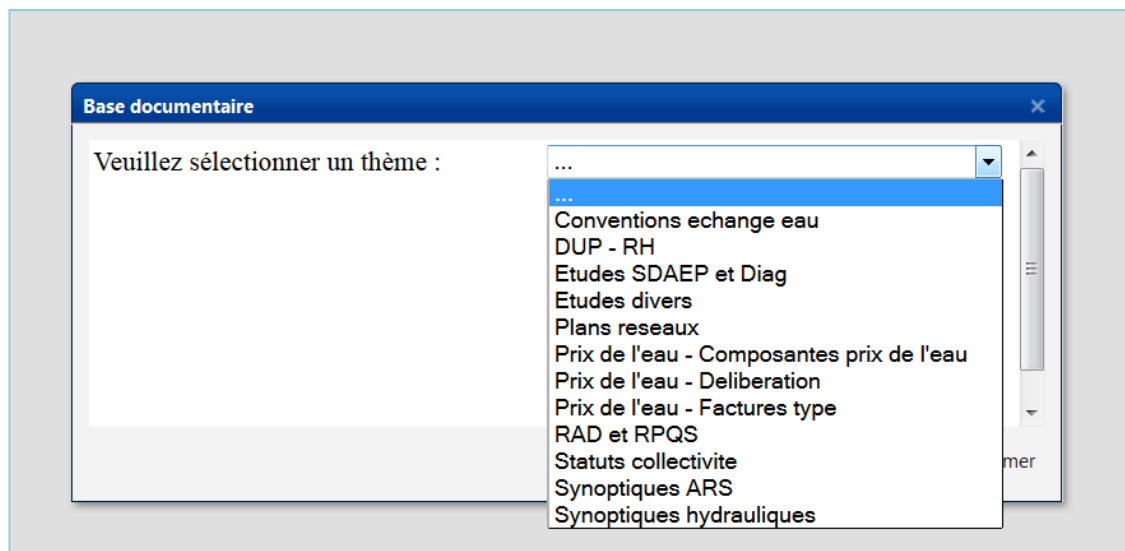 Base documentaire
Veuillez sélectionner un thème :
...
...
Conventions echange eau
DUP - RH
Etudes SDAEP et Diag
Etudes divers
Plans reseaux
Prix de l'eau - Composantes prix de l'eau
Prix de l'eau - Deliberation
Prix de l'eau - Factures type
RAD et RPQS
Statuts collectivite
mer
Synoptiques ARS
Synoptiques hydrauliques